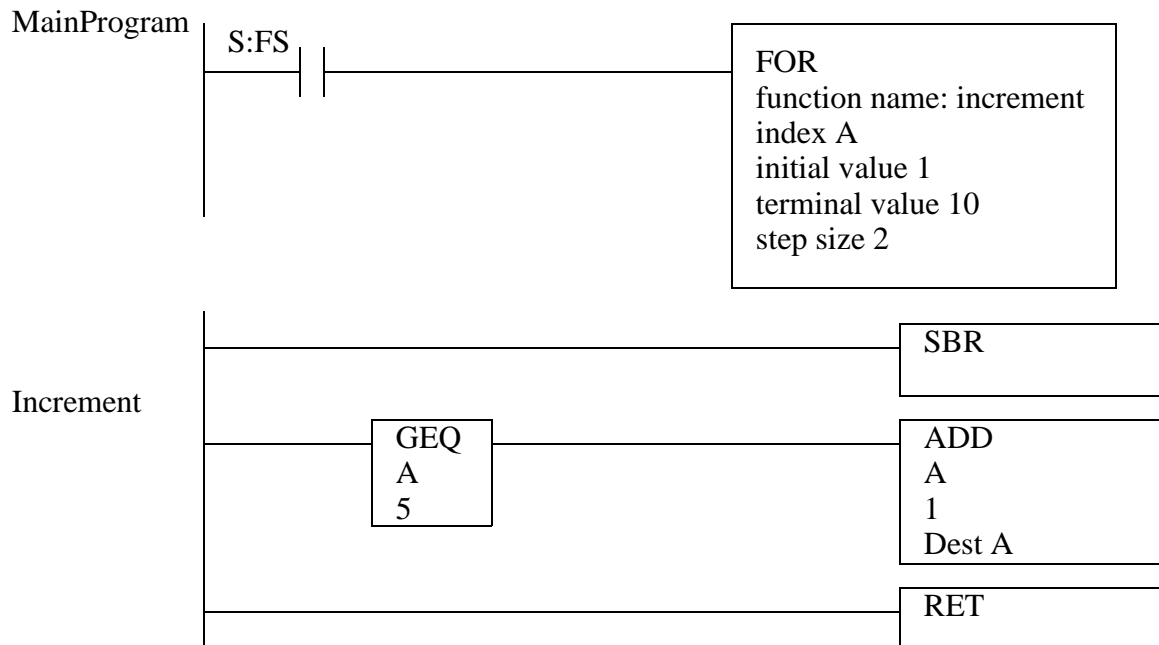 MainProgram
S:FS
FOR
function name: increment
index A
initial value 1
terminal value 10
step size 2
SBR
Increment
GEQ
A
5
ADD
A
1
Dest A
RET